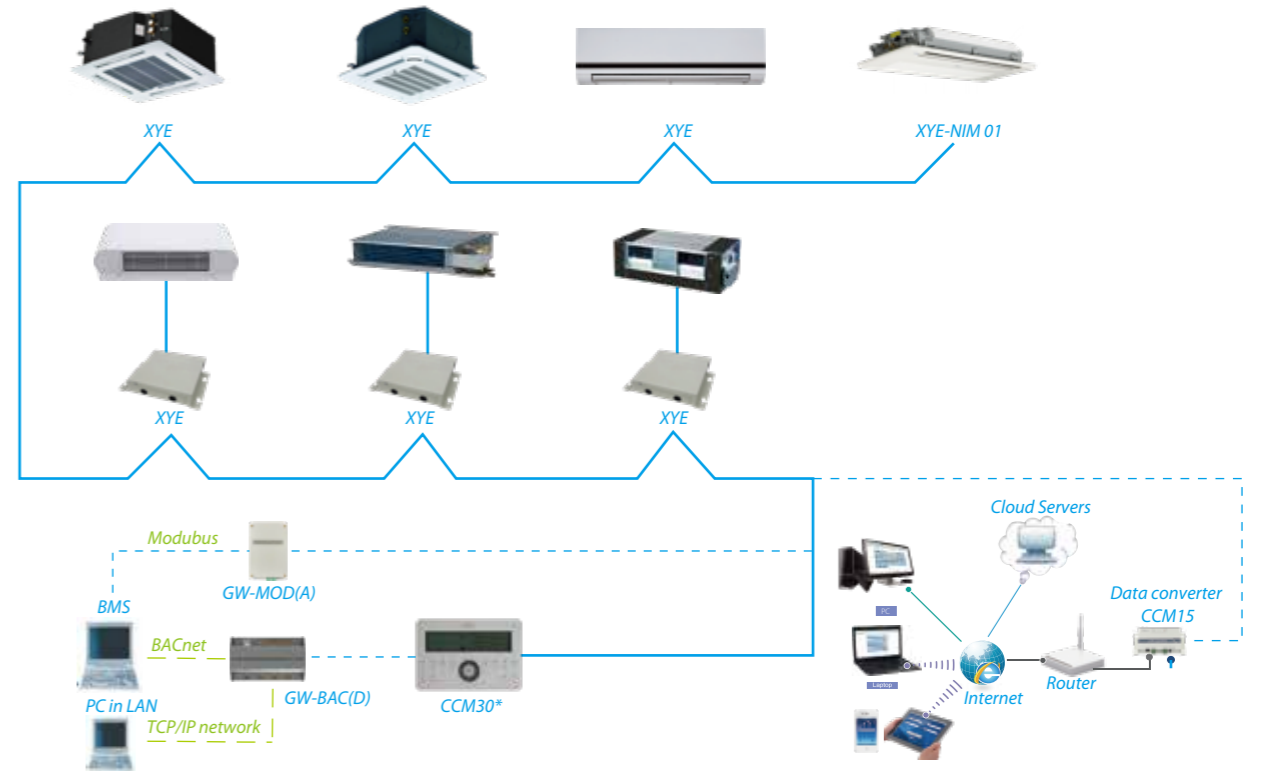 XYE
XYE
XYE
XYE-NIM 01
XYE
XYE
XYE
Modubus
GW-MOD(A)
BMS
BACnet
GW-BAC(D)
CCM30*
PC in LAN
TCP/IP network
Cloud Servers
PC
Laptop
Internet
Router
Data converter
CCM15